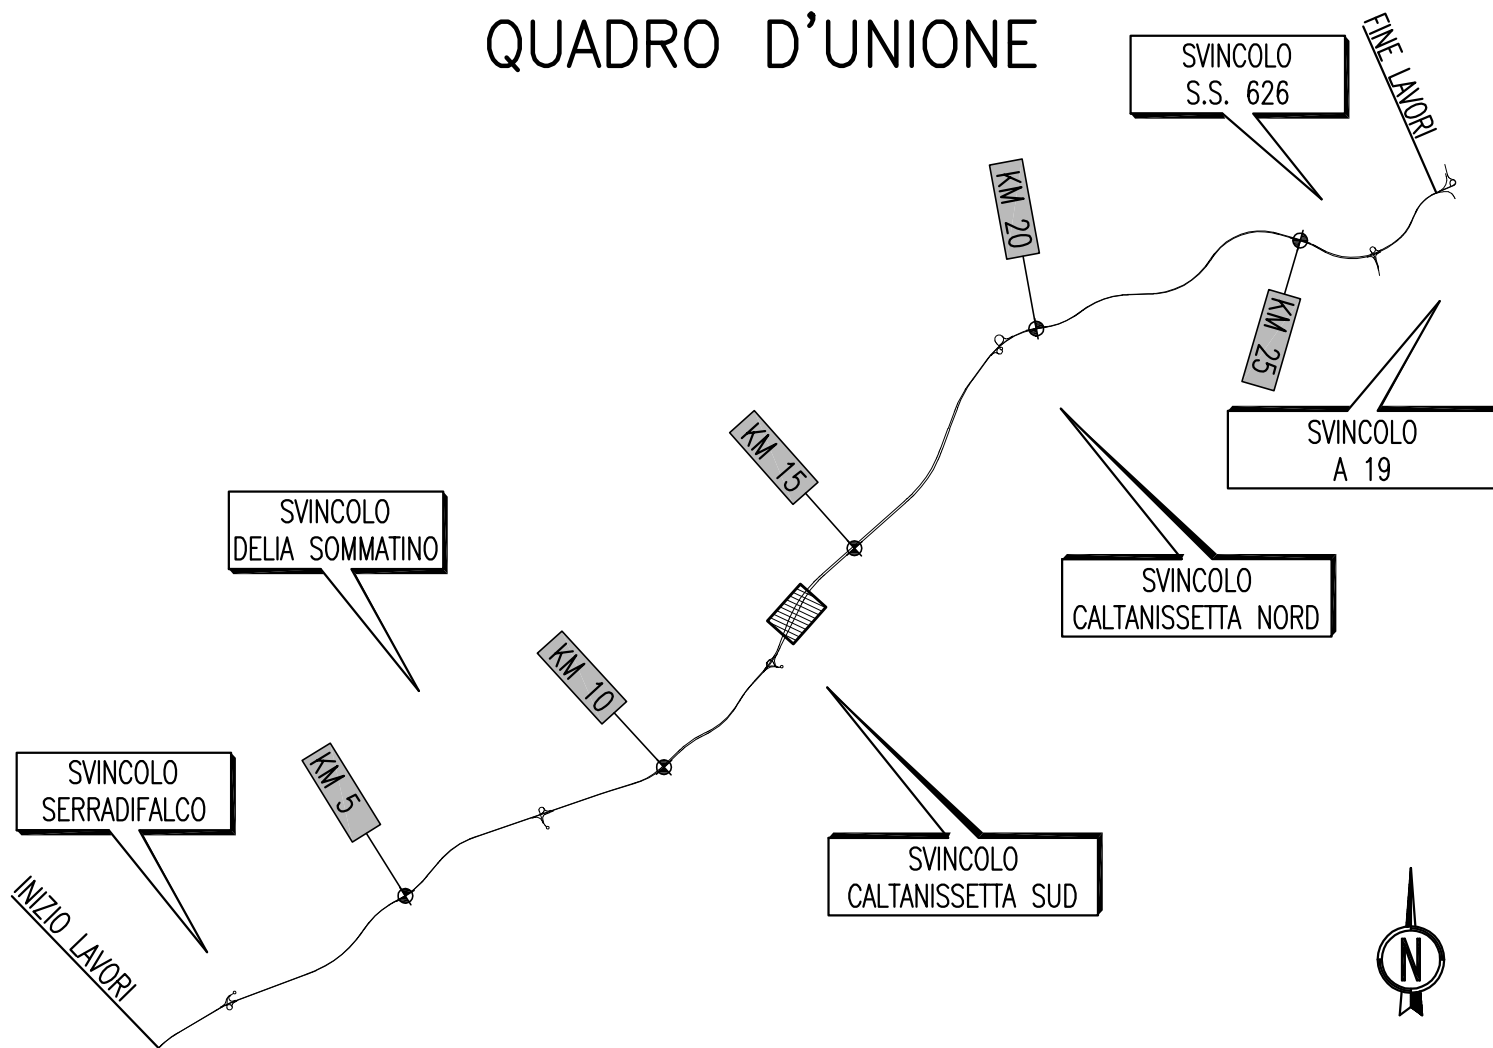 QUADRO D'UNIONE
SVINCOLO
S.S. 626
FINE LAVORI
KM 20
KM 25
SVINCOLO
A 19
KM 15
SVINCOLO
DELIA SOMMATINO
SVINCOLO
CALTANISSETTA NORD
KM 10
SVINCOLO
SERRADIFALCO
KM 5
SVINCOLO
CALTANISSETTA SUD
INIZIO LAVORI
N